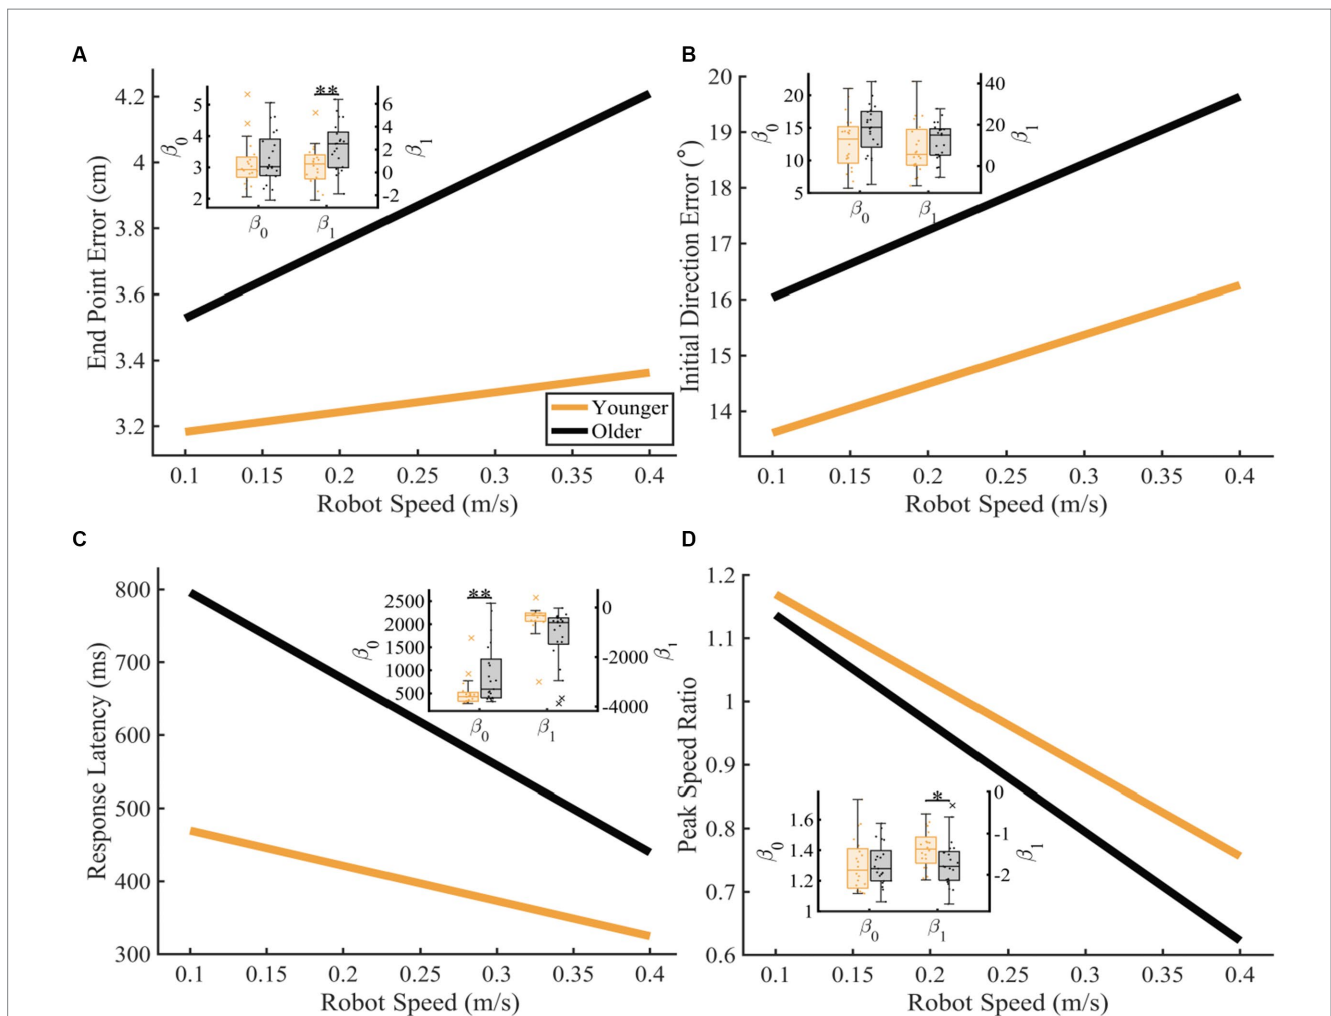 A
4.2
4
3.8
3.6
3.4
3.2
End Point Error (cm)
0.1 0.15 0.2 0.25 0.3 0.35 0.4
Robot Speed (m/s)
5
4
3
2
β0
**
6
4
2
0
-2
β1
β0 β1
Younger
Older
B
20
19
18
17
16
15
14
Initial Direction Error (°)
0.1 0.15 0.2 0.25 0.3 0.35 0.4
Robot Speed (m/s)
20
15
10
5
β0
40
20
0
β1
β0 β1
C
800
700
600
500
400
300
Response Latency (ms)
0.1 0.15 0.2 0.25 0.3 0.35 0.4
Robot Speed (m/s)
2500
2000
1500
1000
500
β0
**
0
-2000
-4000
β1
β0 β1
D
1.2
1.1
1
0.9
0.8
0.7
0.6
Peak Speed Ratio
0.1 0.15 0.2 0.25 0.3 0.35 0.4
Robot Speed (m/s)
1.6
1.4
1.2
1
β0
*
0
-1
-2
β1
β0 β1